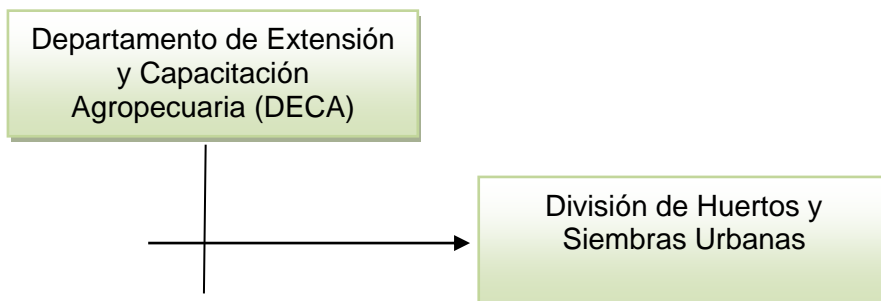 Departamento de Extensión
y Capacitación
Agropecuaria (DECA)
División de Huertos y
Siembras Urbanas